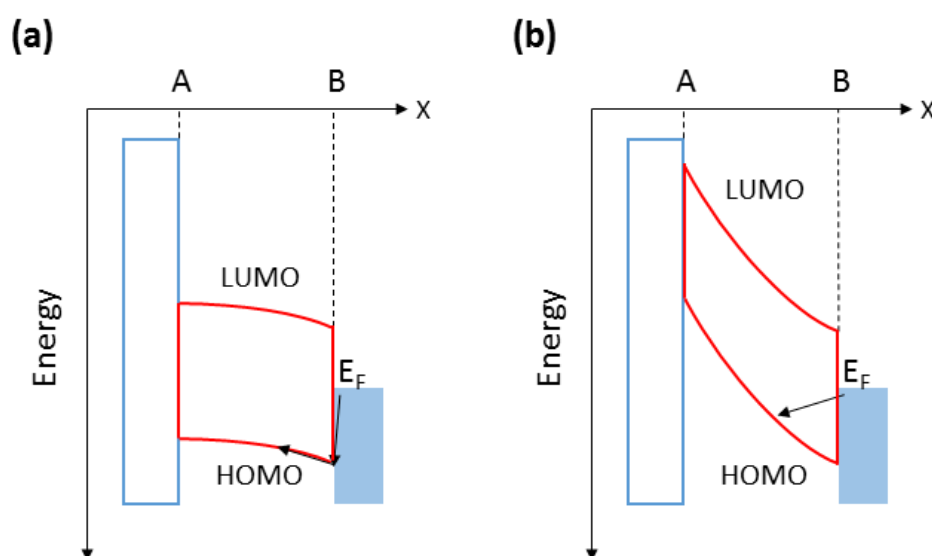 (a)
A
B
X
LUMO
E_F
HOMO
Energy
(b)
A
B
X
LUMO
E_F
HOMO
Energy